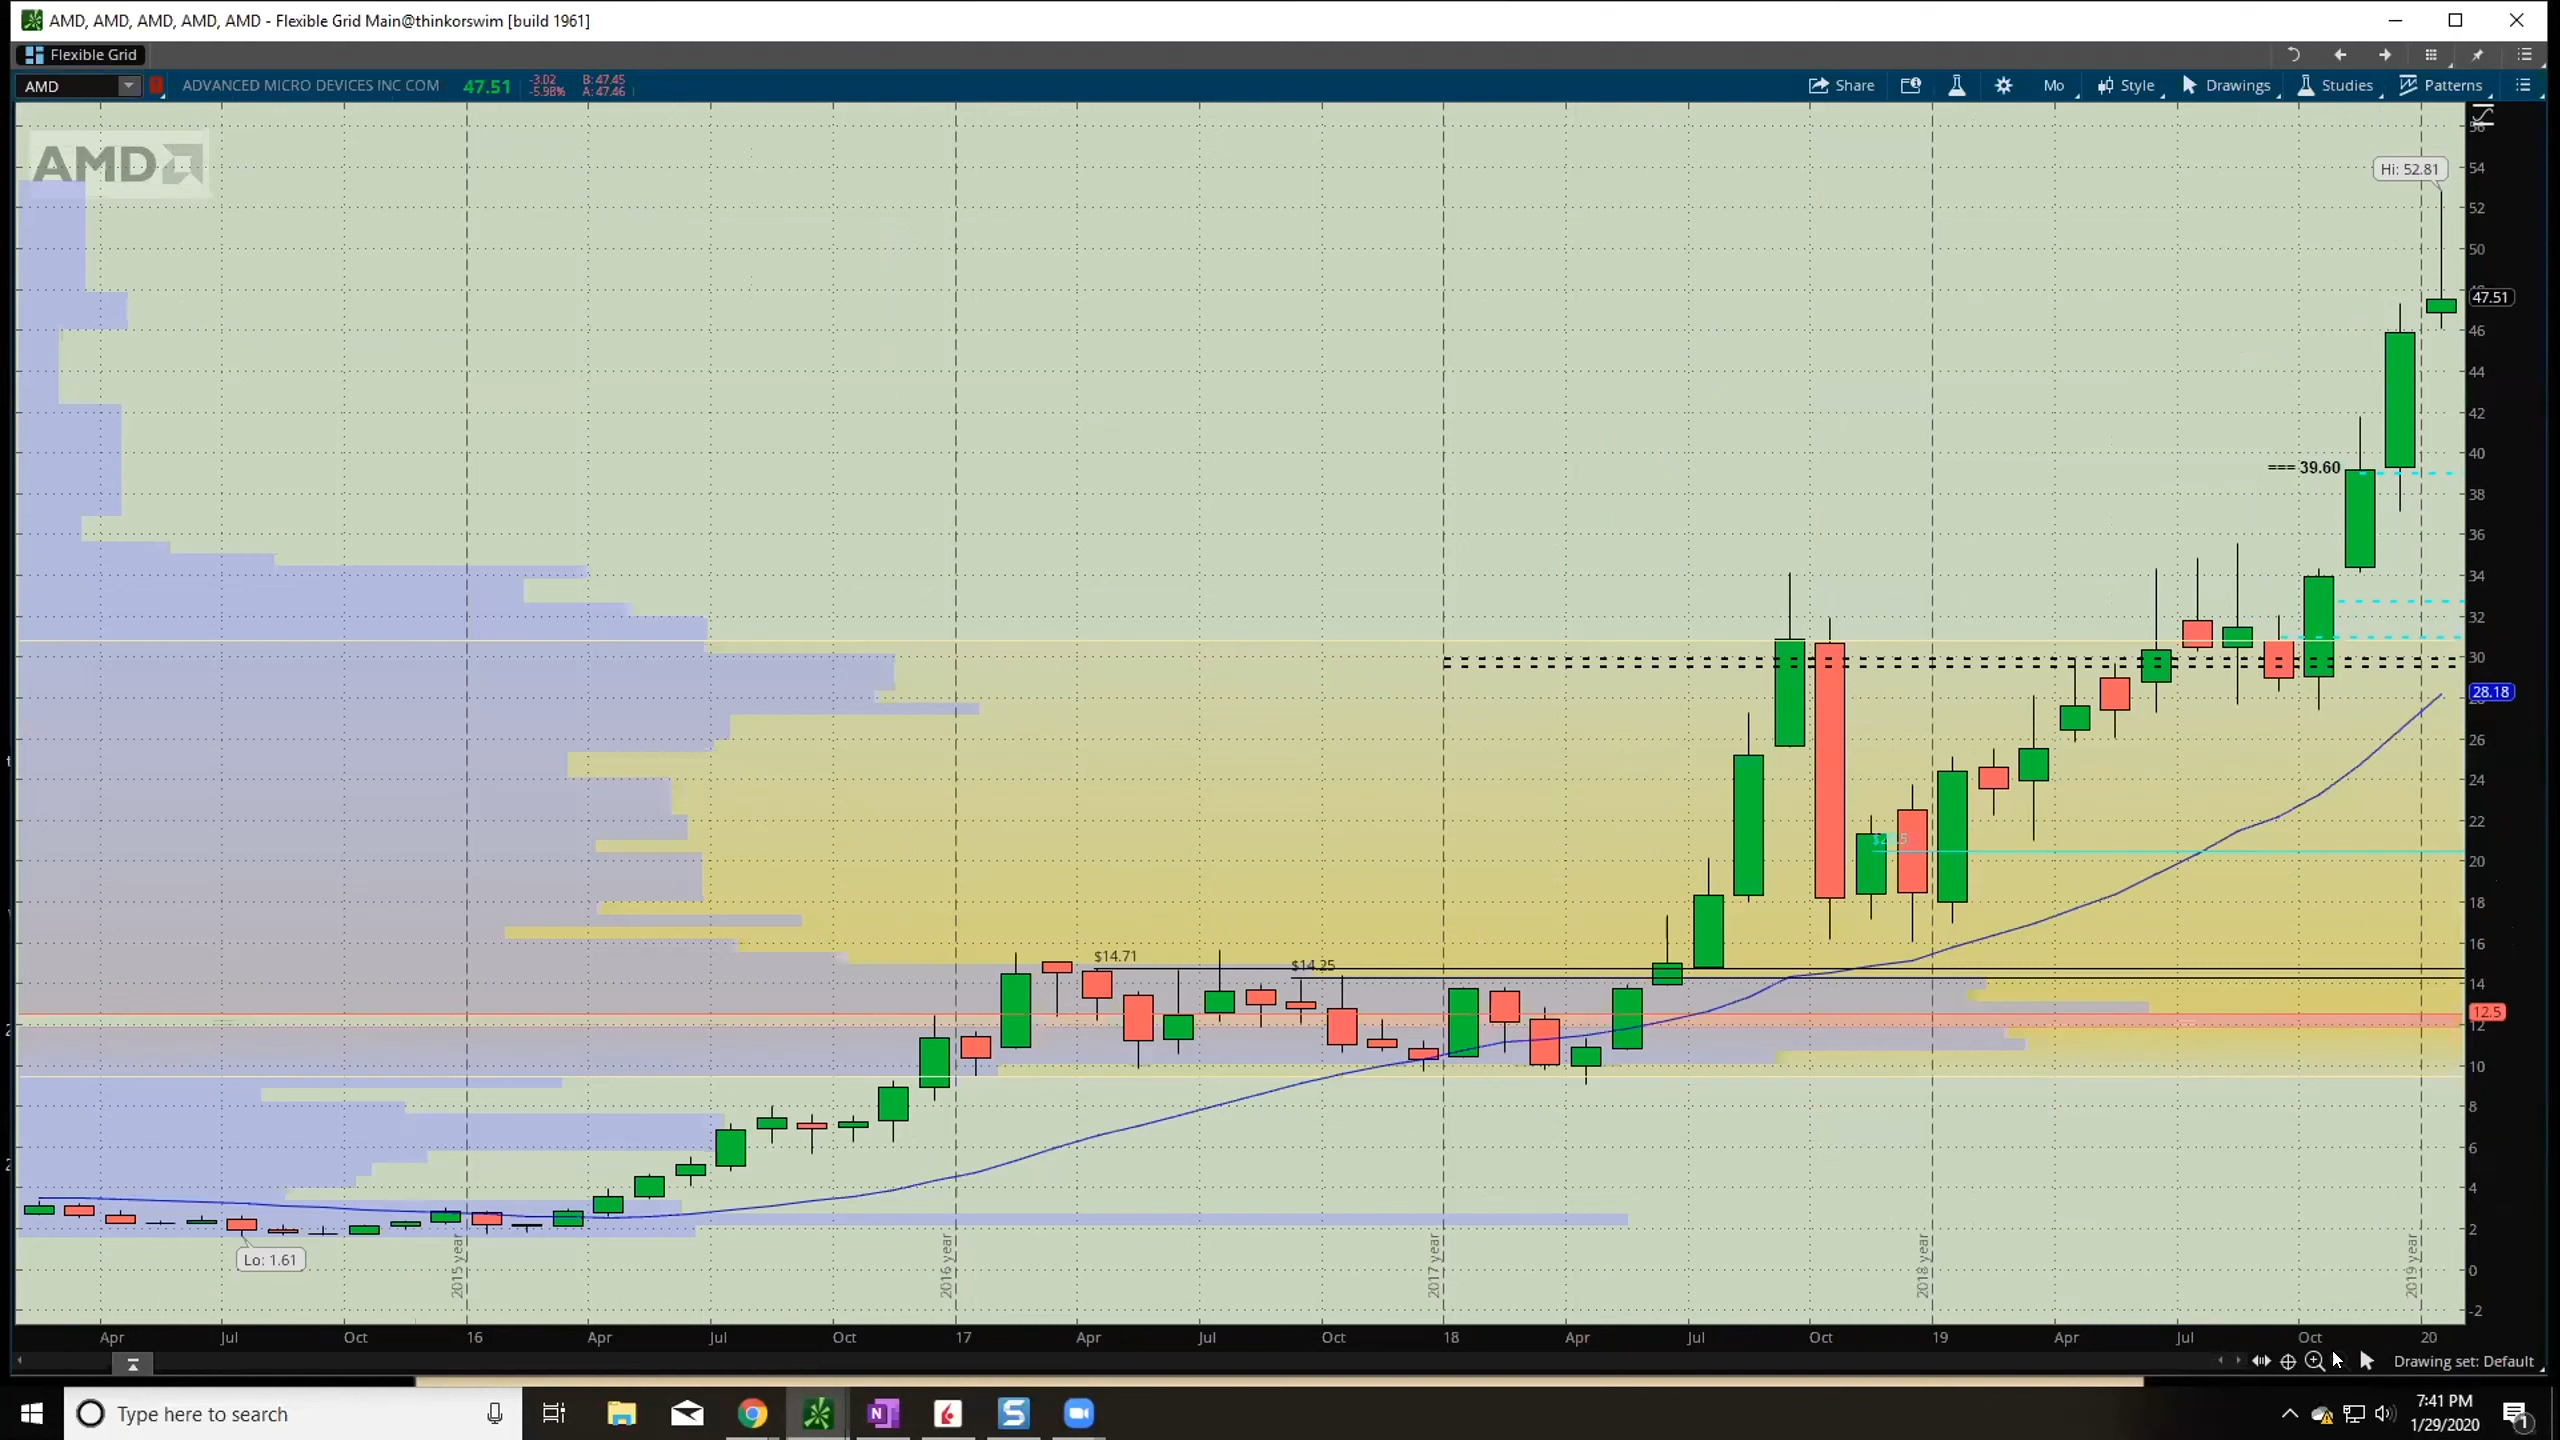 AMD, AMD, AMD, AMD, AMD - Flexible Grid Main@thinkorswim [build 1961]
Flexible Grid
AMD ADVANCED MICRO DEVICES INC COM 47.51 -3.02 -5.98% B: 47.45 A: 47.46 Share Mo Style Drawings Studies Patterns
AMD
Hi: 52.81
54
52
50
47.51
46
44
42
40
=== 39.60
38
36
34
32
30
28.18
26
24
22
20
18
16
$14.71
$14.25
14
12.5
12
10
8
6
4
2
Lo: 1.61
0
-2
2015 year
2016 year
2017 year
2018 year
2019 year
Apr Jul Oct 16 Apr Jul Oct 17 Apr Jul Oct 18 Apr Jul Oct 19 Apr Jul Oct 20
Drawing set: Default
Type here to search
N
S
7:41 PM
1/29/2020
1